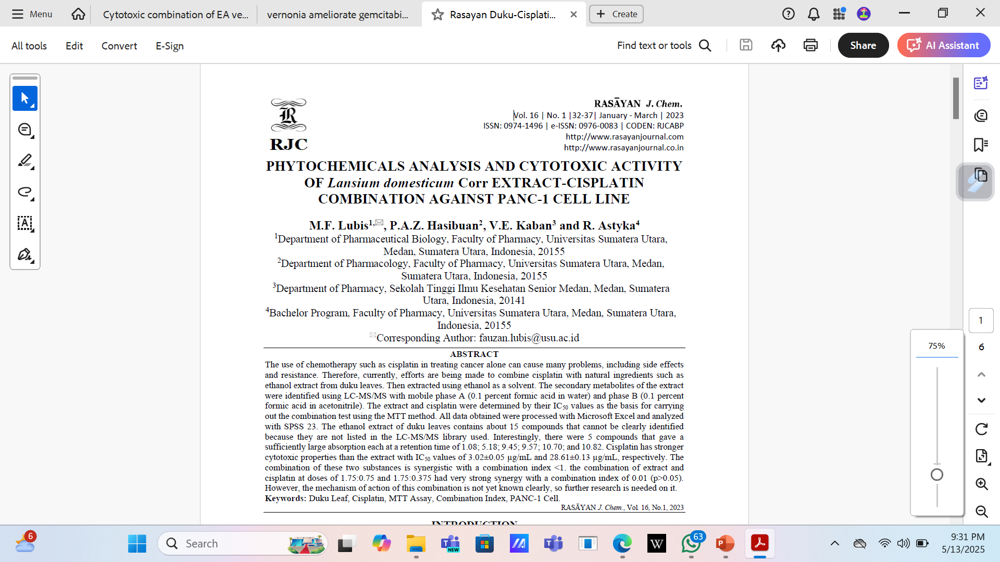 Menu
Cytotoxic combination of EA ve...
vernonia ameliorate gemcitabi...
Rasayan Duku-Cisplati...
Create
All tools
Edit
Convert
E-Sign
Find text or tools
Share
AI Assistant
RJC
RASĀYAN J. Chem.
Vol. 16 | No. 1 |32-37| January - March | 2023
ISSN: 0974-1496 | e-ISSN: 0976-0083 | CODEN: RJCABP
http://www.rasayanjournal.com
http://www.rasayanjournal.co.in
PHYTOCHEMICALS ANALYSIS AND CYTOTOXIC ACTIVITY
OF Lansium domesticum Corr EXTRACT-CISPLATIN
COMBINATION AGAINST PANC-1 CELL LINE
M.F. Lubis1,✉, P.A.Z. Hasibuan2, V.E. Kaban3 and R. Astyka4
1Department of Pharmaceutical Biology, Faculty of Pharmacy, Universitas Sumatera Utara,
Medan, Sumatera Utara, Indonesia, 20155
2Department of Pharmacology, Faculty of Pharmacy, Universitas Sumatera Utara, Medan,
Sumatera Utara, Indonesia, 20155
3Department of Pharmacy, Sekolah Tinggi Ilmu Kesehatan Senior Medan, Medan, Sumatera
Utara, Indonesia, 20141
4Bachelor Program, Faculty of Pharmacy, Universitas Sumatera Utara, Medan, Sumatera Utara,
Indonesia, 20155
✉Corresponding Author: fauzan.lubis@usu.ac.id
ABSTRACT
The use of chemotherapy such as cisplatin in treating cancer alone can cause many problems, including side effects
and resistance. Therefore, currently, efforts are being made to combine cisplatin with natural ingredients such as
ethanol extract from duku leaves. Then extracted using ethanol as a solvent. The secondary metabolites of the extract
were identified using LC-MS/MS with mobile phase A (0.1 percent formic acid in water) and phase B (0.1 percent
formic acid in acetonitrile). The extract and cisplatin were determined by their IC50 values as the basis for carrying
out the combination test using the MTT method. All data obtained were processed with Microsoft Excel and analyzed
with SPSS 23. The ethanol extract of duku leaves contains about 15 compounds that cannot be clearly identified
because they are not listed in the LC-MS/MS library used. Interestingly, there were 5 compounds that gave a
sufficiently large absorption each at a retention time of 1.08; 5.18; 9.45; 9.57; 10.70; and 10.82. Cisplatin has stronger
cytotoxic properties than the extract with IC50 values of 3.02±0.05 µg/mL and 28.61±0.13 µg/mL, respectively. The
combination of these two substances is synergistic with a combination index <1. the combination of extract and
cisplatin at doses of 1.75:0.75 and 1.75:0.375 had very strong synergy with a combination index of 0.01 (p>0.05).
However, the mechanism of action of this combination is not yet known clearly, so further research is needed on it.
Keywords: Duku Leaf, Cisplatin, MTT Assay, Combination Index, PANC-1 Cell.
RASĀYAN J. Chem., Vol. 16, No.1, 2023
INTRODUCTION
1
6
75%
6
Search
NEW
63
9:31 PM
5/13/2025